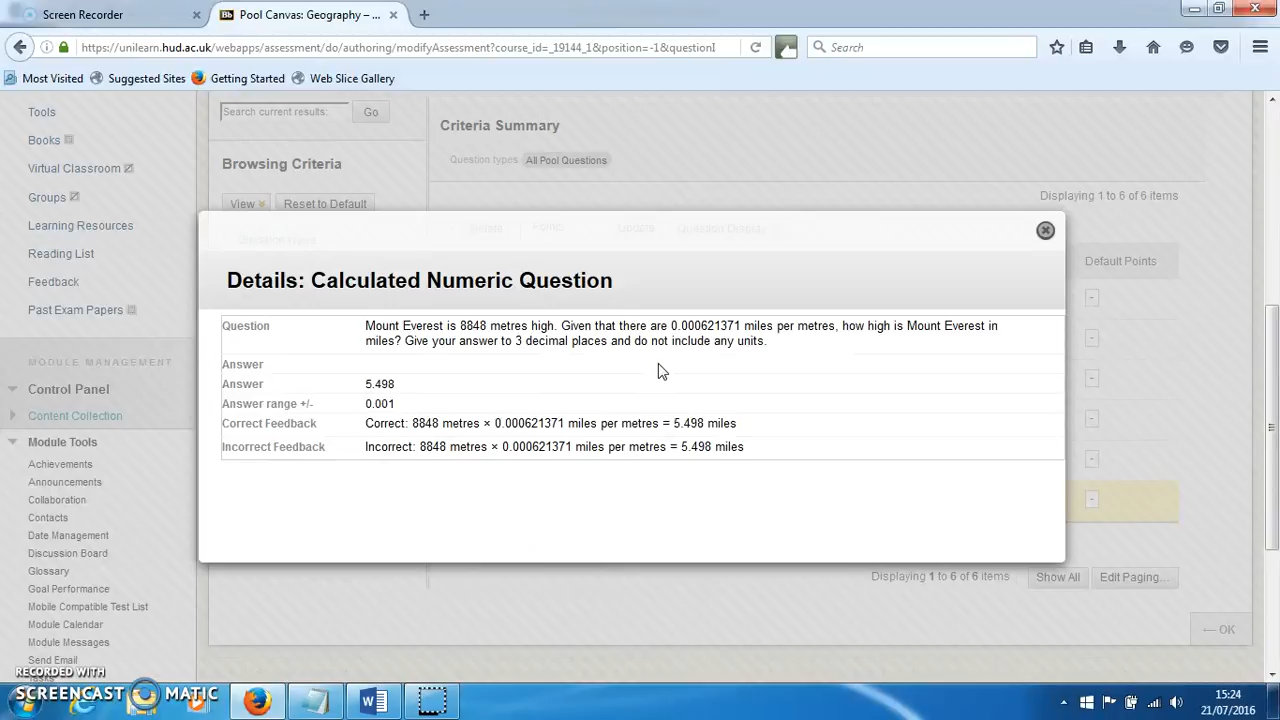 Screen Recorder
Pool Canvas: Geography – ...
https://unilearn.hud.ac.uk/webapps/assessment/do/authoring/modifyAssessment?course_id=_19144_1&position=-1&questionI
Search
Most Visited
Suggested Sites
Getting Started
Web Slice Gallery
Tools
Books
Virtual Classroom
Groups
Learning Resources
Reading List
Feedback
Past Exam Papers
MODULE MANAGEMENT
Control Panel
Content Collection
Module Tools
Achievements
Announcements
Collaboration
Contacts
Date Management
Discussion Board
Glossary
Goal Performance
Mobile Compatible Test List
Module Calendar
Module Messages
Send Email
Search current results:
Go
Browsing Criteria
View
Reset to Default
Criteria Summary
Question types
All Pool Questions
Displaying 1 to 6 of 6 items
Delete
Points
Update
Question Display
Default Points
-
-
-
-
-
-
Details: Calculated Numeric Question
Question
Mount Everest is 8848 metres high. Given that there are 0.000621371 miles per metres, how high is Mount Everest in
miles? Give your answer to 3 decimal places and do not include any units.
Answer
Answer
5.498
Answer range +/-
0.001
Correct Feedback
Correct: 8848 metres × 0.000621371 miles per metres = 5.498 miles
Incorrect Feedback
Incorrect: 8848 metres × 0.000621371 miles per metres = 5.498 miles
Displaying 1 to 6 of 6 items
Show All
Edit Paging...
OK
RECORDED WITH
SCREENCAST MATIC
15:24
21/07/2016